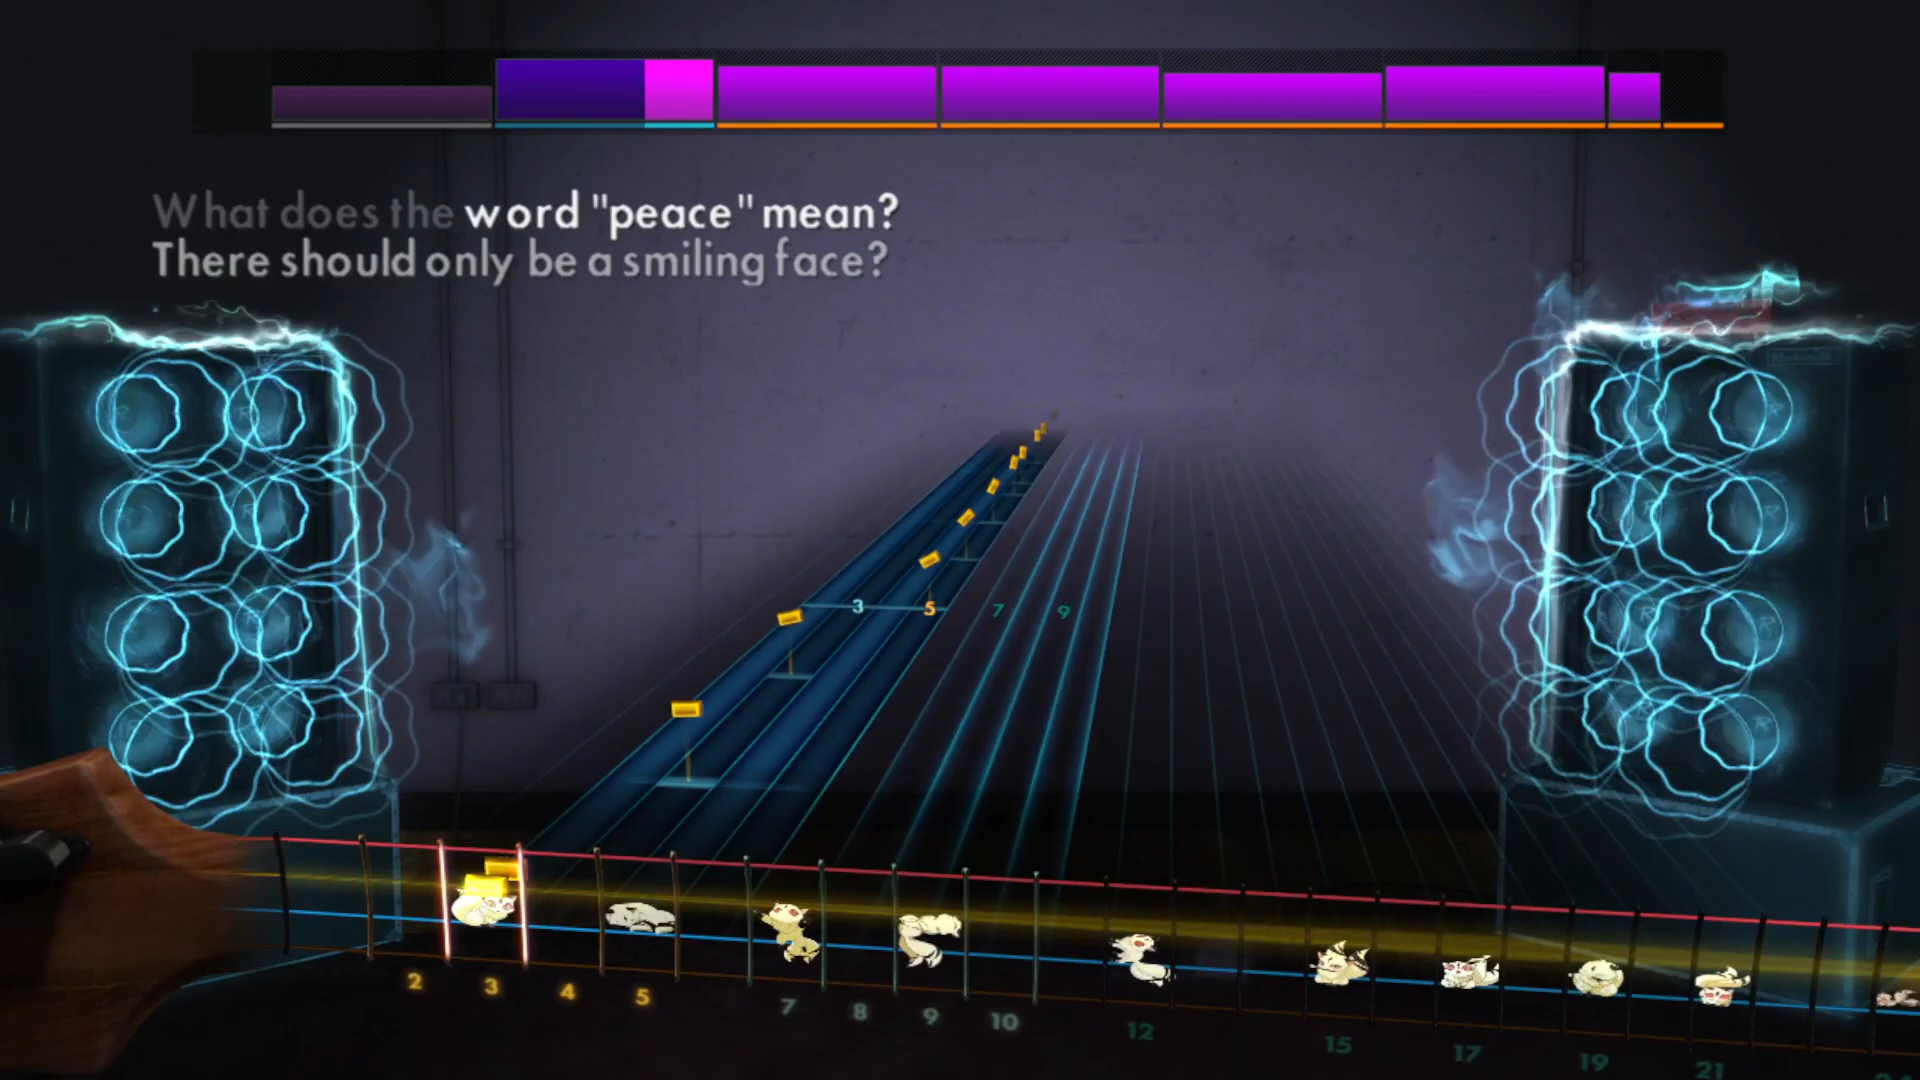 What does the word "peace" mean?
There should only be a smiling face?
3 5 7 9
2 3 4 5 7 8 9 10 12 15 17 19 21